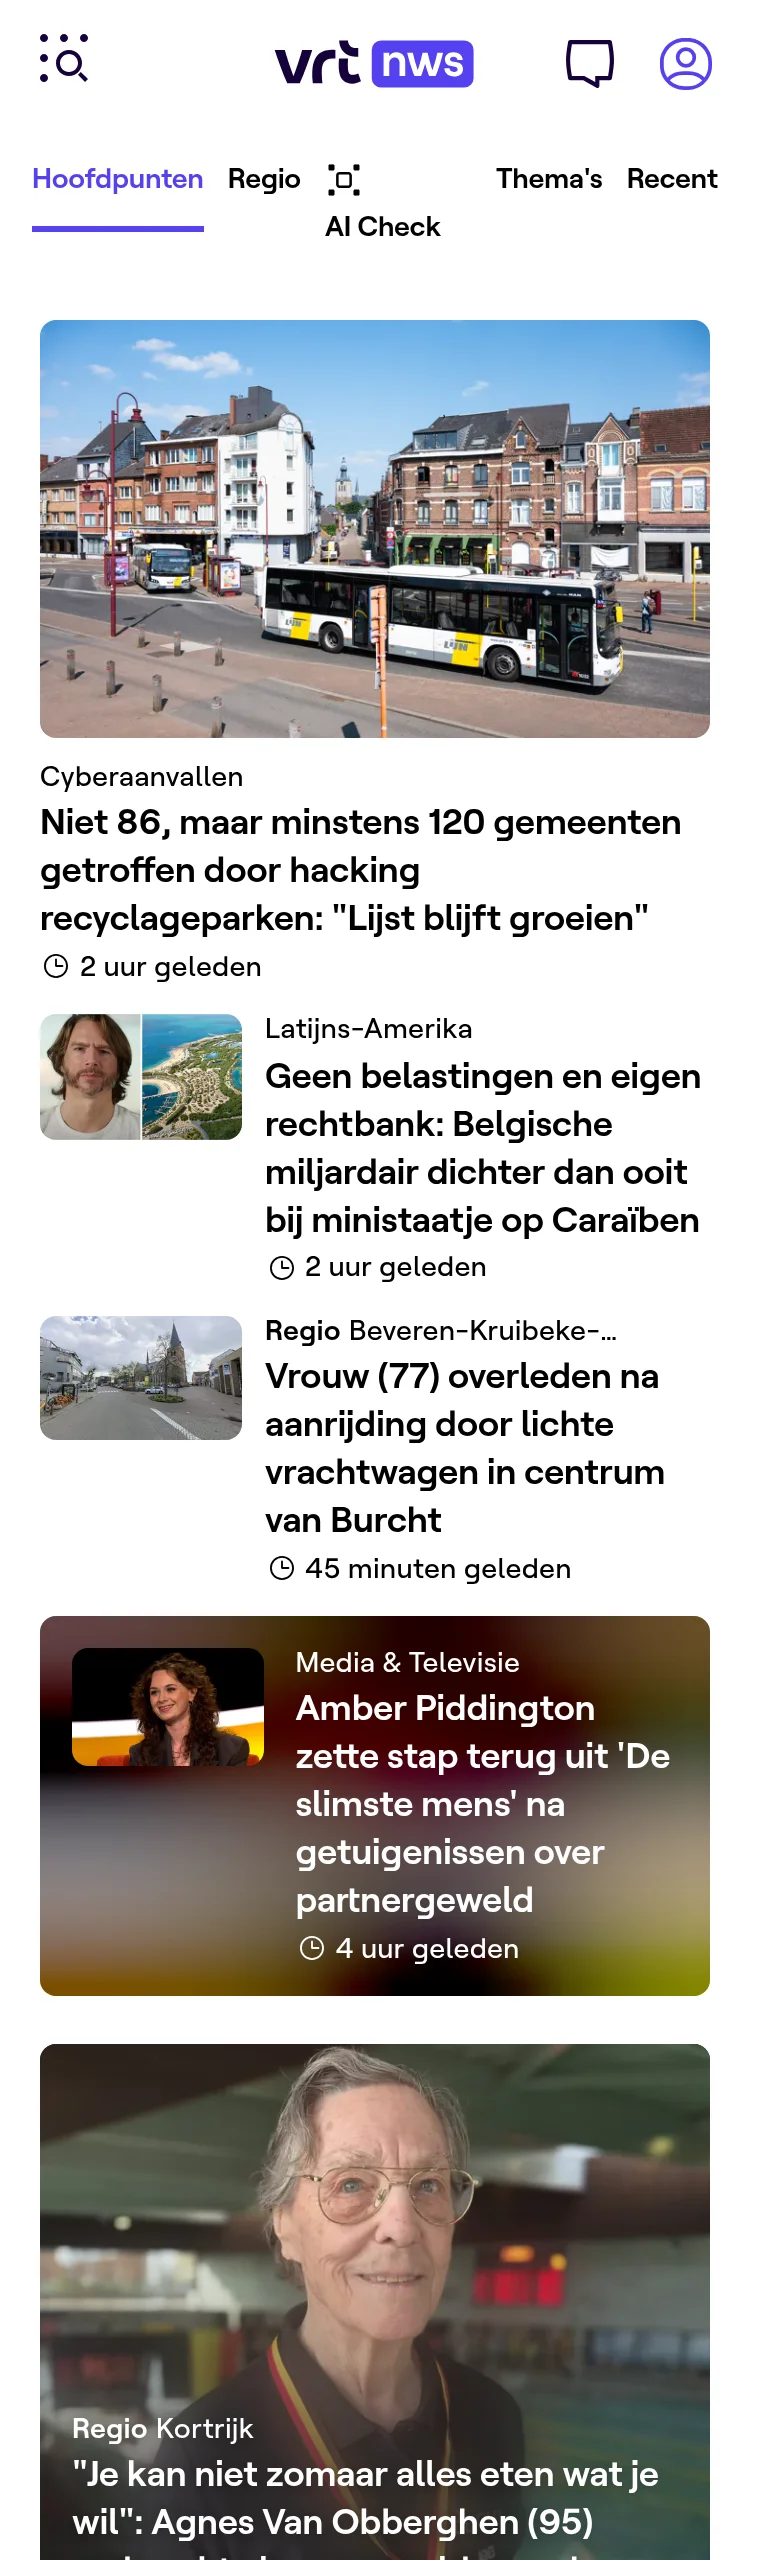 vrt nws
Hoofdpunten Regio AI Check Thema's Recent
Cyberaanvallen
Niet 86, maar minstens 120 gemeenten
getroffen door hacking
recyclageparken: "Lijst blijft groeien"
2 uur geleden
Latijns-Amerika
Geen belastingen en eigen
rechtbank: Belgische
miljardair dichter dan ooit
bij ministaatje op Caraïben
2 uur geleden
Regio Beveren-Kruibeke-...
Vrouw (77) overleden na
aanrijding door lichte
vrachtwagen in centrum
van Burcht
45 minuten geleden
Media & Televisie
Amber Piddington
zette stap terug uit 'De
slimste mens' na
getuigenissen over
partnergeweld
4 uur geleden
Regio Kortrijk
"Je kan niet zomaar alles eten wat je
wil": Agnes Van Obberghen (95)